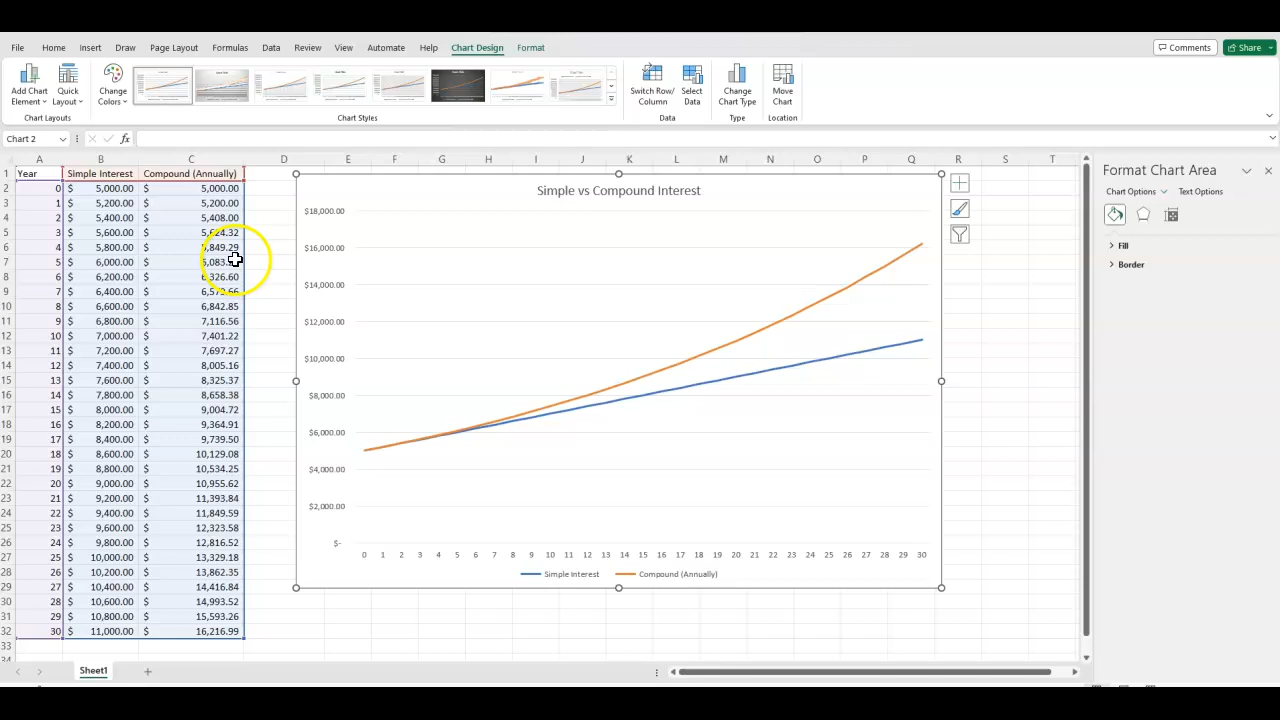 File Home Insert Draw Page Layout Formulas Data Review View Automate Help Chart Design Format Comments Share
Add Chart Element Quick Layout Change Colors Switch Row/ Column Select Data Change Chart Type Move Chart
Chart Layouts Chart Styles Data Type Location
Chart 2 fx
A B C D E F G H I J K L M N O P Q R S T
1 Year Simple Interest Compound (Annually)
2 0 $ 5,000.00 $ 5,000.00
3 1 $ 5,200.00 $ 5,200.00
4 2 $ 5,400.00 $ 5,408.00
5 3 $ 5,600.00 $ 5,624.32
6 4 $ 5,800.00 $ 5,849.29
7 5 $ 6,000.00 $
8 6 $ 6,200.00 $ 6,326.60
9 7 $ 6,400.00 $
10 8 $ 6,600.00 $ 6,842.85
11 9 $ 6,800.00 $ 7,116.56
12 10 $ 7,000.00 $ 7,401.22
13 11 $ 7,200.00 $ 7,697.27
14 12 $ 7,400.00 $ 8,005.16
15 13 $ 7,600.00 $ 8,325.37
16 14 $ 7,800.00 $ 8,658.38
17 15 $ 8,000.00 $ 9,004.72
18 16 $ 8,200.00 $ 9,364.91
19 17 $ 8,400.00 $ 9,739.50
20 18 $ 8,600.00 $ 10,129.08
21 19 $ 8,800.00 $ 10,534.25
22 20 $ 9,000.00 $ 10,955.62
23 21 $ 9,200.00 $ 11,393.84
24 22 $ 9,400.00 $ 11,849.59
25 23 $ 9,600.00 $ 12,323.58
26 24 $ 9,800.00 $ 12,816.52
27 25 $ 10,000.00 $ 13,329.18
28 26 $ 10,200.00 $ 13,862.35
29 27 $ 10,400.00 $ 14,416.84
30 28 $ 10,600.00 $ 14,993.52
31 29 $ 10,800.00 $ 15,593.26
32 30 $ 11,000.00 $ 16,216.99
33
34
Simple vs Compound Interest
$18,000.00
$16,000.00
$14,000.00
$12,000.00
$10,000.00
$8,000.00
$6,000.00
$4,000.00
$2,000.00
$-
0 1 2 3 4 5 6 7 8 9 10 11 12 13 14 15 16 17 18 19 20 21 22 23 24 25 26 27 28 29 30
Simple Interest Compound (Annually)
Format Chart Area
Chart Options Text Options
Fill
Border
Sheet1